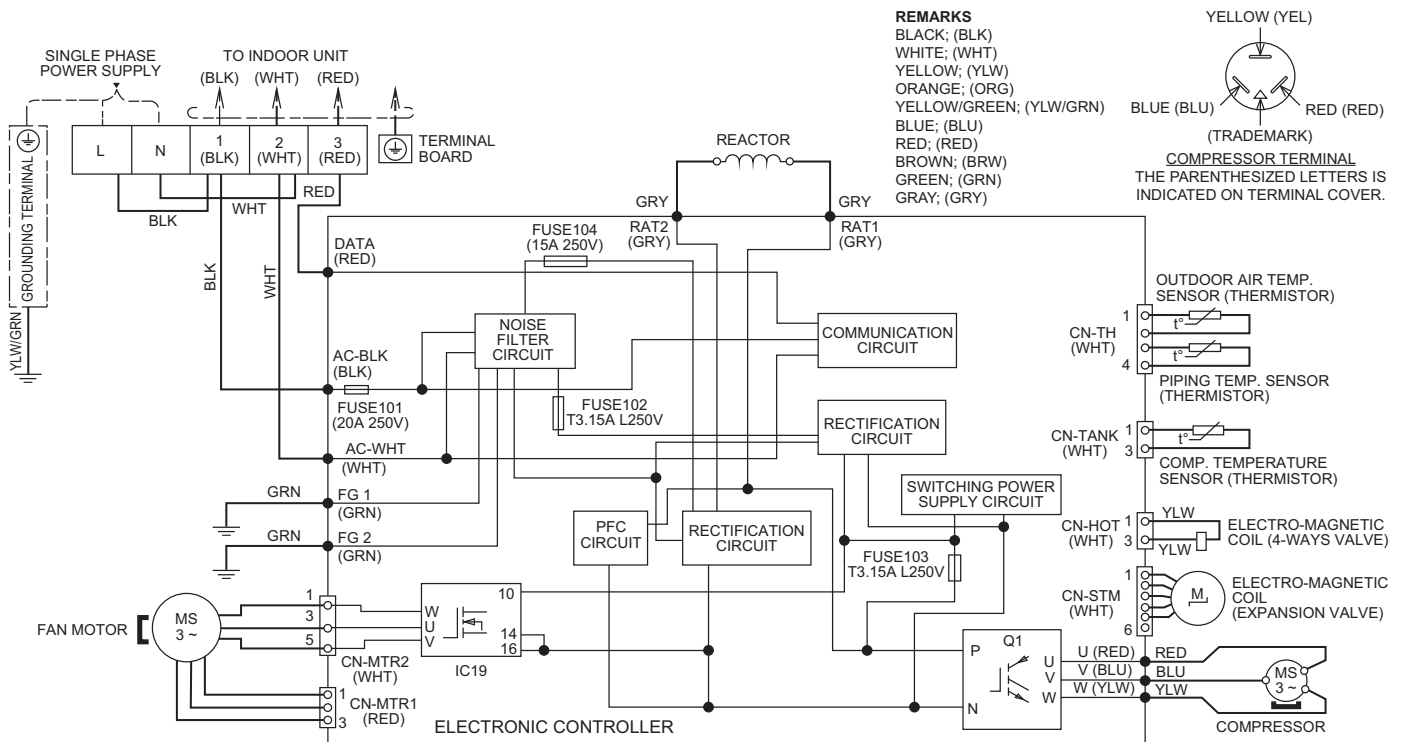 SINGLE PHASE
POWER SUPPLY
TO INDOOR UNIT
(BLK)
(WHT)
(RED)
L
N
1
(BLK)
2
(WHT)
3
(RED)
TERMINAL
BOARD
GROUNDING TERMINAL
YLW/GRN
BLK
WHT
RED
BLK
WHT
REMARKS
BLACK; (BLK)
WHITE; (WHT)
YELLOW; (YLW)
ORANGE; (ORG)
YELLOW/GREEN; (YLW/GRN)
BLUE; (BLU)
RED; (RED)
BROWN; (BRW)
GREEN; (GRN)
GRAY; (GRY)
YELLOW (YEL)
BLUE (BLU)
RED (RED)
(TRADEMARK)
COMPRESSOR TERMINAL
THE PARENTHESIZED LETTERS IS
INDICATED ON TERMINAL COVER.
REACTOR
GRY
GRY
RAT2
(GRY)
RAT1
(GRY)
DATA
(RED)
FUSE104
(15A 250V)
NOISE
FILTER
CIRCUIT
COMMUNICATION
CIRCUIT
AC-BLK
(BLK)
FUSE101
(20A 250V)
FUSE102
T3.15A L250V
RECTIFICATION
CIRCUIT
AC-WHT
(WHT)
GRN
FG 1
(GRN)
GRN
FG 2
(GRN)
PFC
CIRCUIT
RECTIFICATION
CIRCUIT
SWITCHING POWER
SUPPLY CIRCUIT
FUSE103
T3.15A L250V
OUTDOOR AIR TEMP.
SENSOR (THERMISTOR)
1
t°
CN-TH
(WHT)
t°
4
PIPING TEMP. SENSOR
(THERMISTOR)
CN-TANK
(WHT)
1
3
t°
COMP. TEMPERATURE
SENSOR (THERMISTOR)
CN-HOT
(WHT)
1
3
YLW
YLW
ELECTRO-MAGNETIC
COIL (4-WAYS VALVE)
CN-STM
(WHT)
1
6
M
ELECTRO-MAGNETIC
COIL
(EXPANSION VALVE)
FAN MOTOR
MS
3 ~
1
3
5
CN-MTR2
(WHT)
1
3
CN-MTR1
(RED)
W
U
V
10
14
16
IC19
ELECTRONIC CONTROLLER
P
N
Q1
U
V
W
U (RED)
V (BLU)
W (YLW)
RED
BLU
YLW
MS
3 ~
COMPRESSOR